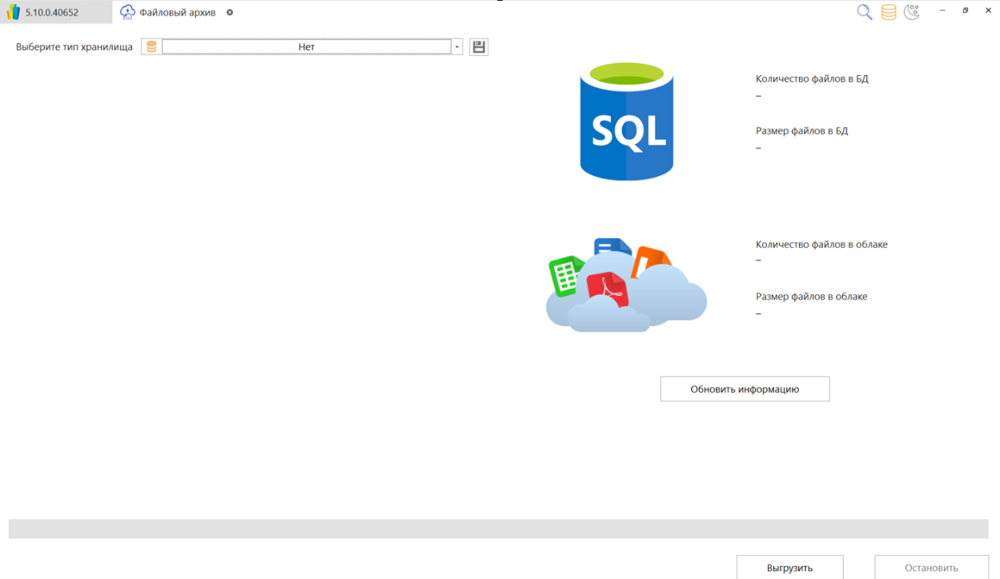 5.10.0.40652
Файловый архив
Выберите тип хранилища
Нет
SQL
Количество файлов в БД
–
Размер файлов в БД
–
Количество файлов в облаке
–
Размер файлов в облаке
–
Обновить информацию
Выгрузить
Остановить